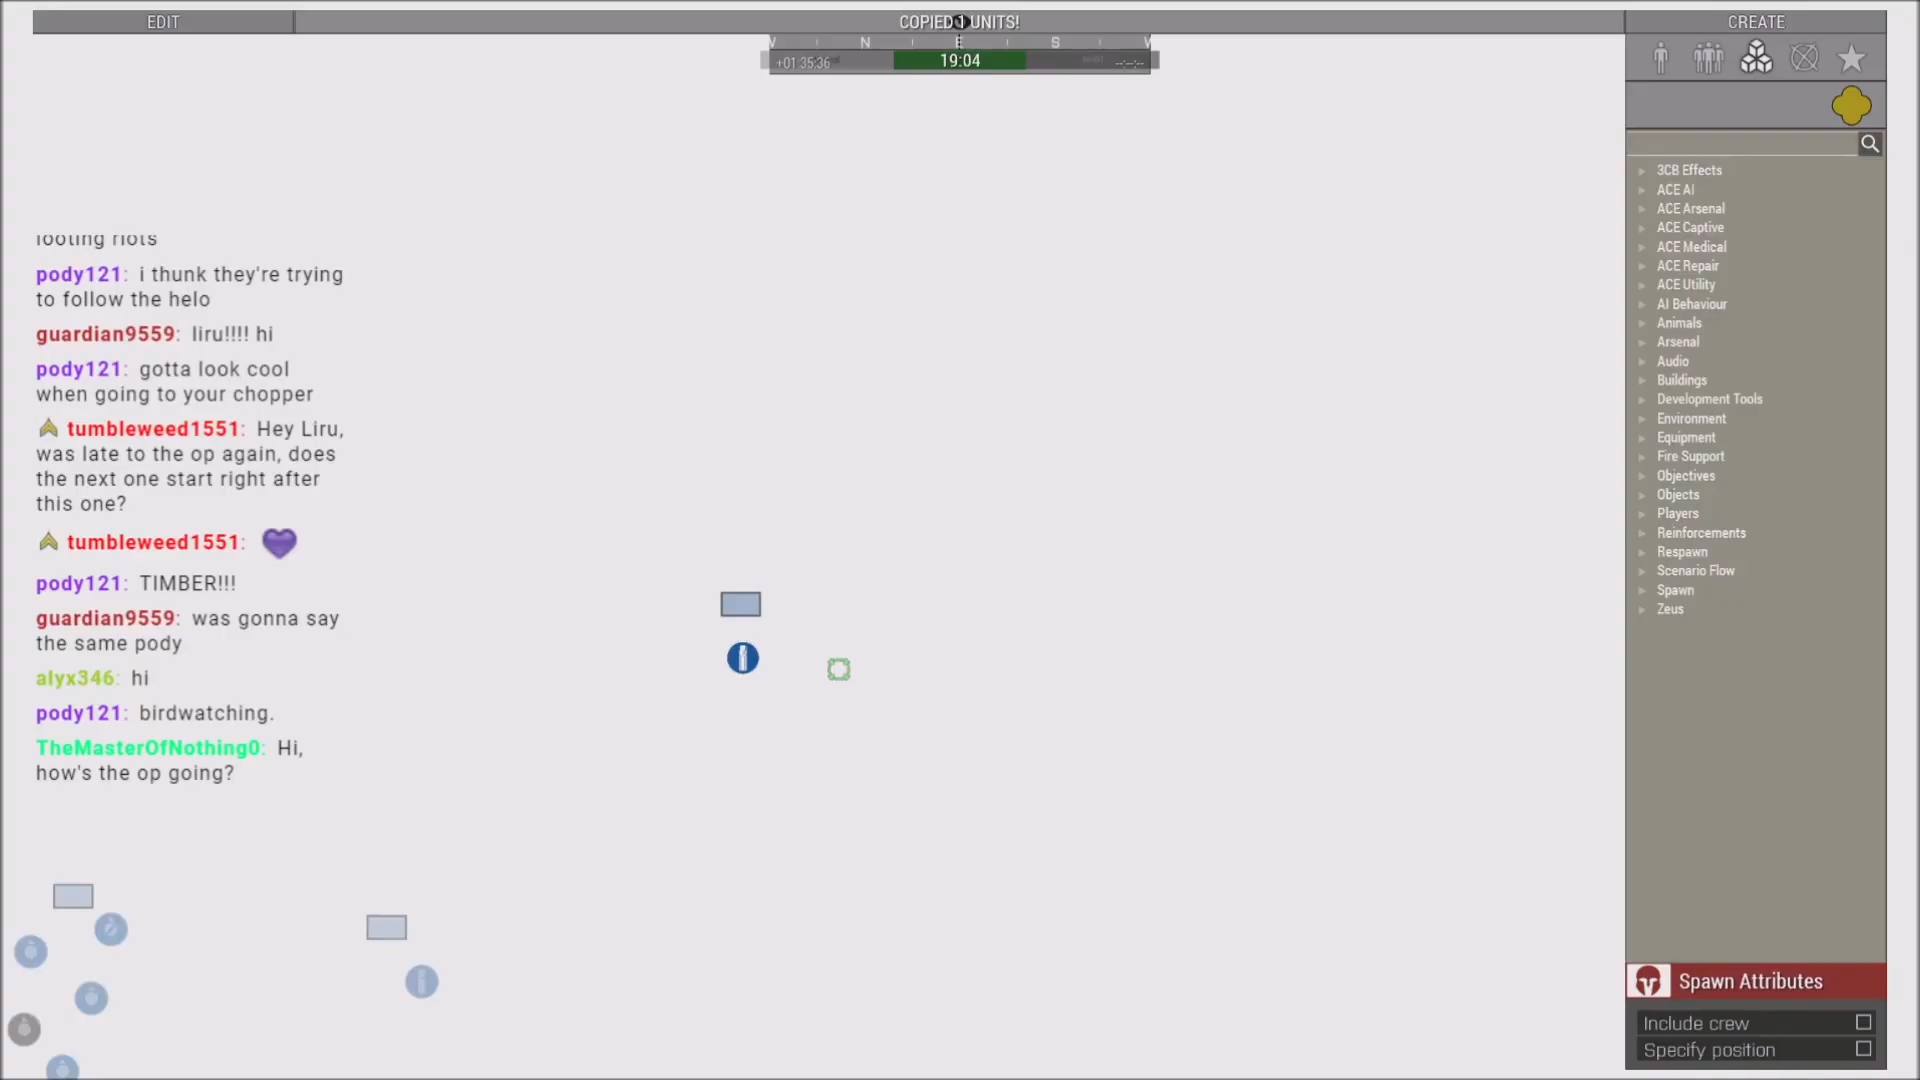 EDIT
COPIED 1 UNITS!
CREATE
N E S
+01:35:36
19:04
--:--:--
looting riots
pody121: i thunk they're trying
to follow the helo
guardian9559: liru!!!! hi
pody121: gotta look cool
when going to your chopper
tumbleweed1551: Hey Liru,
was late to the op again, does
the next one start right after
this one?
tumbleweed1551: 💜
pody121: TIMBER!!!
guardian9559: was gonna say
the same pody
alyx346: hi
pody121: birdwatching.
TheMasterOfNothing0: Hi,
how's the op going?
3CB Effects
ACE AI
ACE Arsenal
ACE Captive
ACE Medical
ACE Repair
ACE Utility
AI Behaviour
Animals
Arsenal
Audio
Buildings
Development Tools
Environment
Equipment
Fire Support
Objectives
Objects
Players
Reinforcements
Respawn
Scenario Flow
Spawn
Zeus
Spawn Attributes
Include crew
Specify position